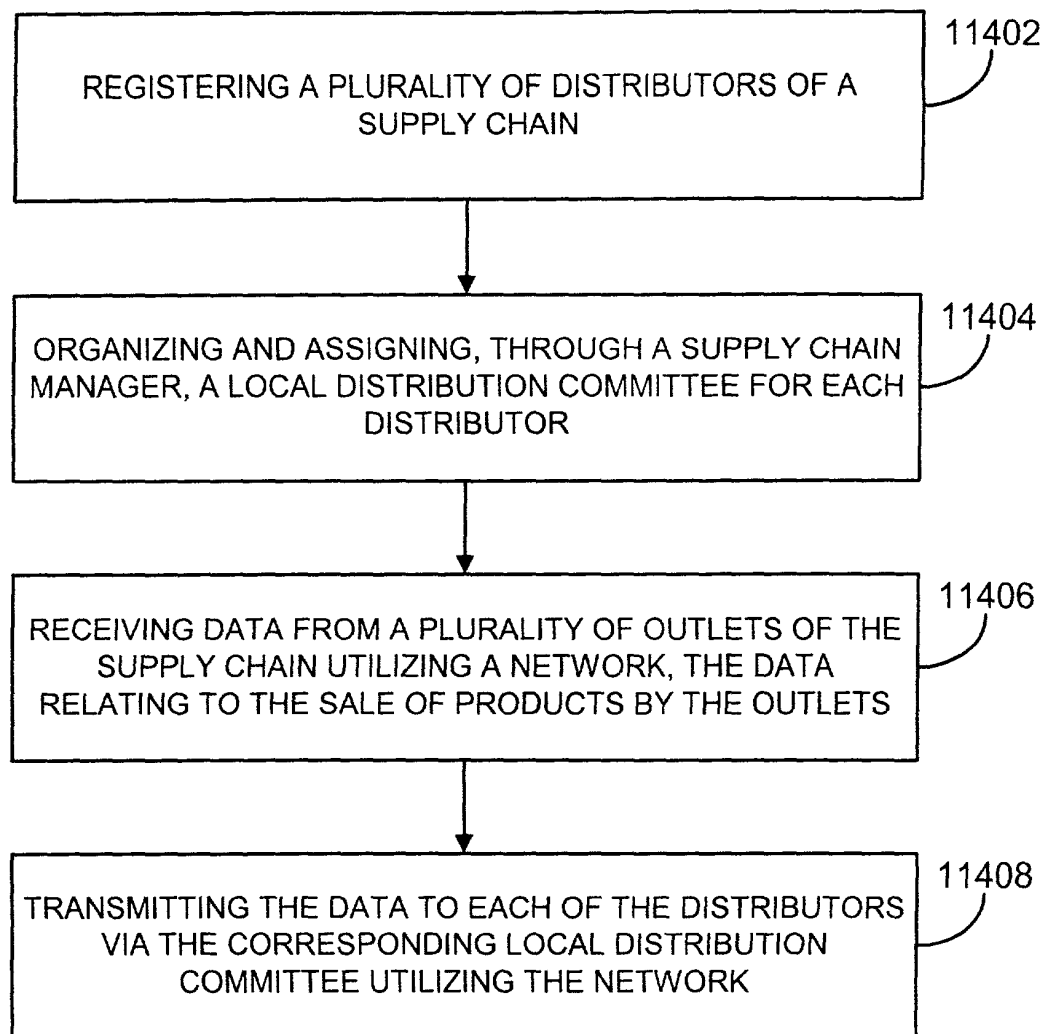 11402
REGISTERING A PLURALITY OF DISTRIBUTORS OF A
SUPPLY CHAIN
11404
ORGANIZING AND ASSIGNING, THROUGH A SUPPLY CHAIN
MANAGER, A LOCAL DISTRIBUTION COMMITTEE FOR EACH
DISTRIBUTOR
11406
RECEIVING DATA FROM A PLURALITY OF OUTLETS OF THE
SUPPLY CHAIN UTILIZING A NETWORK, THE DATA
RELATING TO THE SALE OF PRODUCTS BY THE OUTLETS
11408
TRANSMITTING THE DATA TO EACH OF THE DISTRIBUTORS
VIA THE CORRESPONDING LOCAL DISTRIBUTION
COMMITTEE UTILIZING THE NETWORK